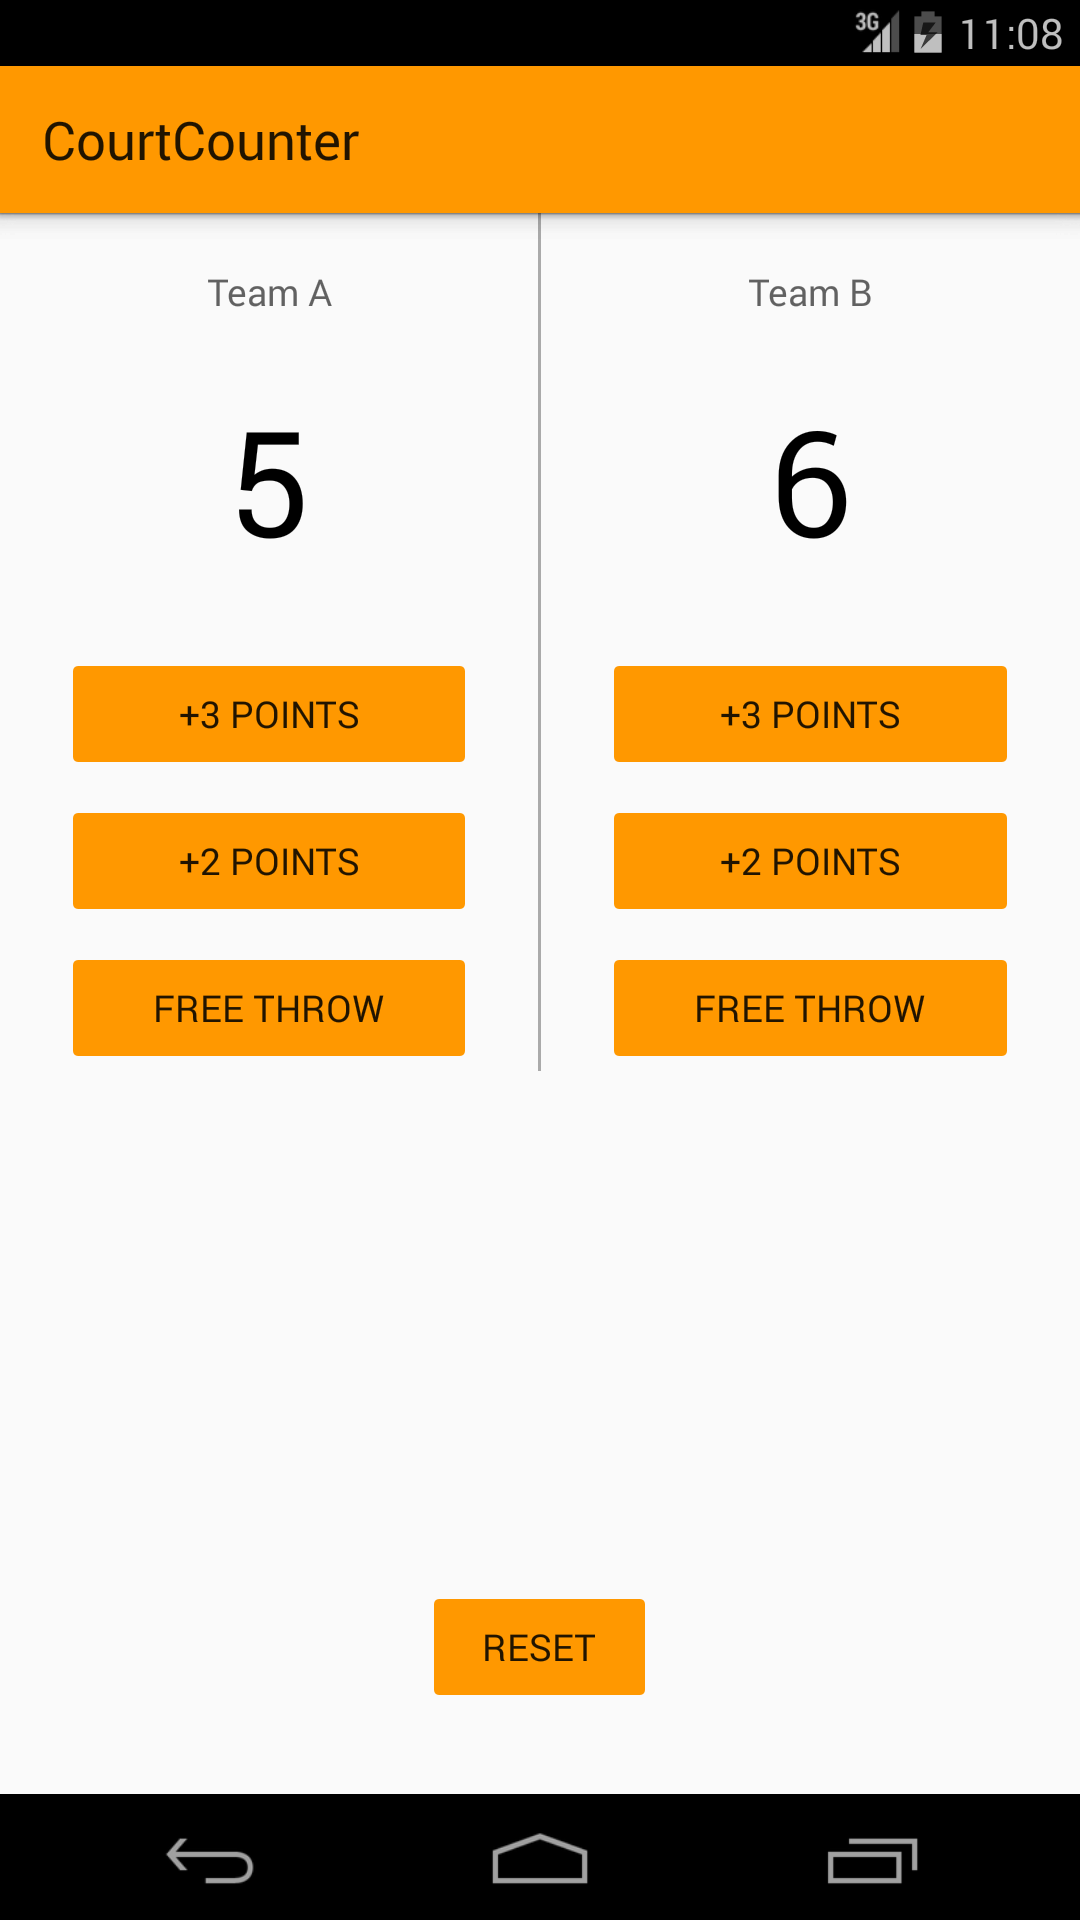 3G 11:08
CourtCounter
Team A
5
+3 POINTS
+2 POINTS
FREE THROW
Team B
6
+3 POINTS
+2 POINTS
FREE THROW
RESET